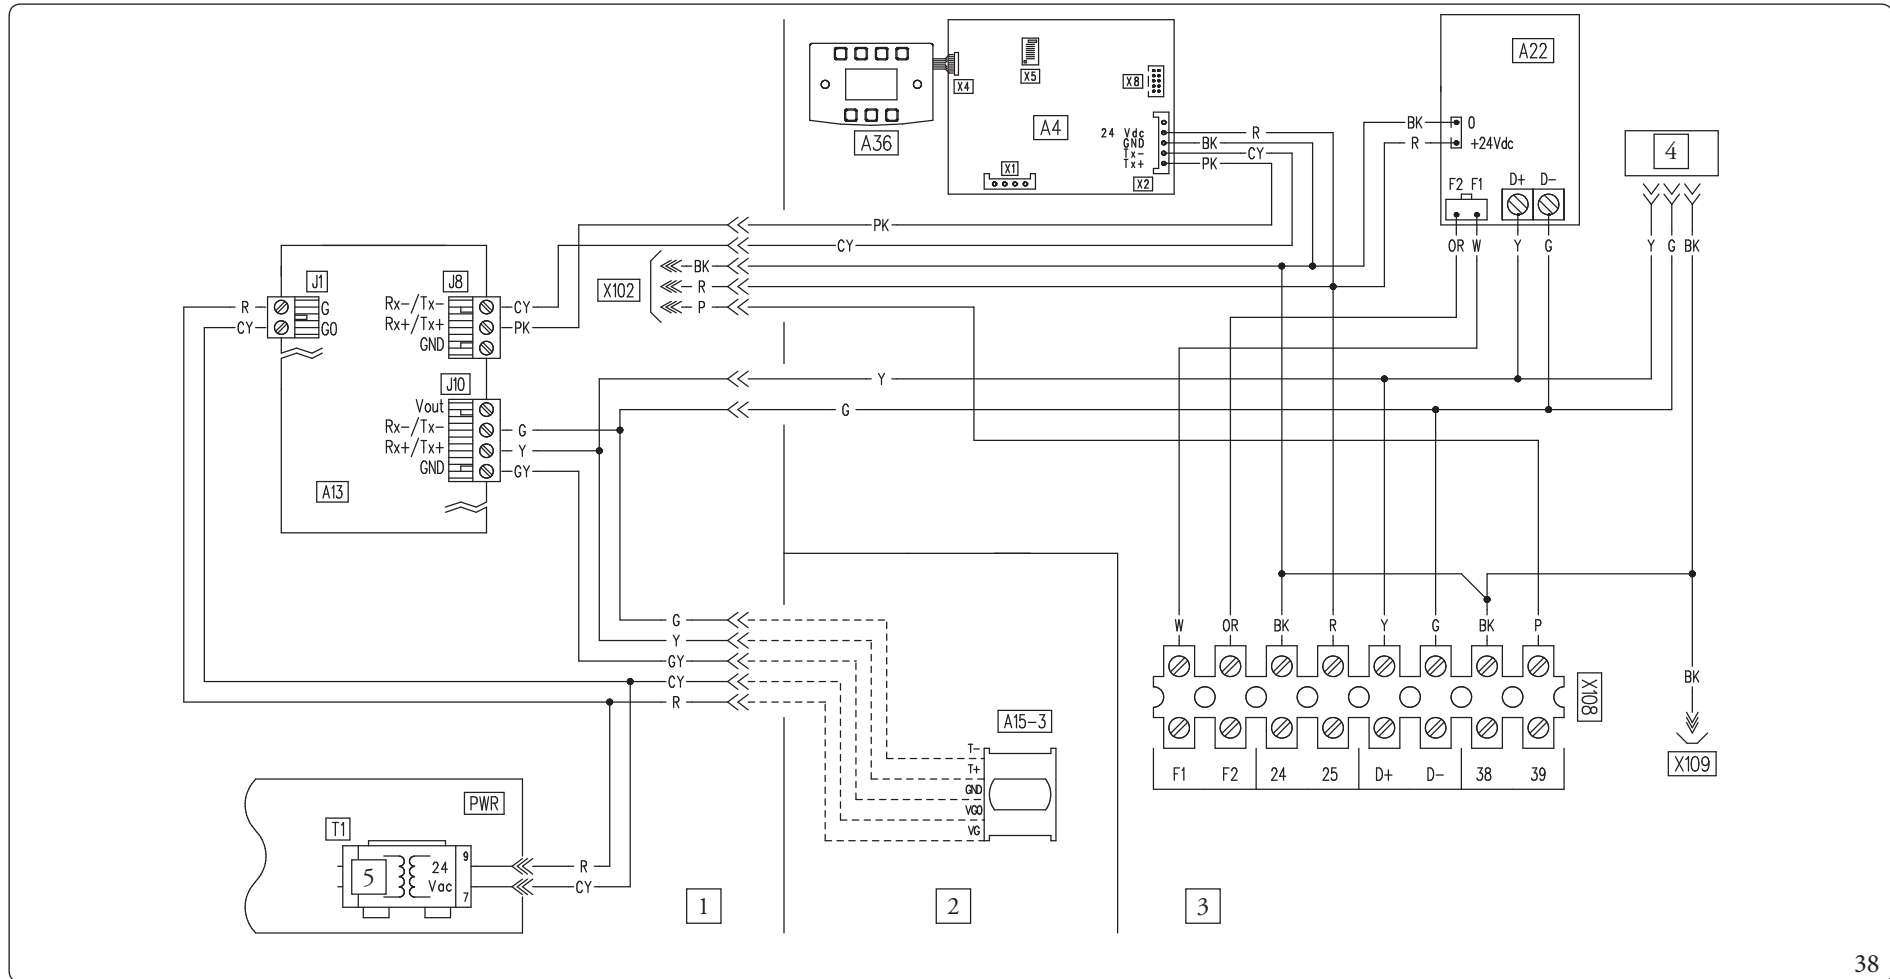 A36
X4
X5
X8
A4
24 Vdc
GND
Tx-
Tx+
X1
X2
R
BK
CY
PK
A22
BK
R
0
+24Vdc
F2 F1
D+ D-
OR W Y G
4
Y G BK
PK
CY
X102
BK
R
P
J1
J8
R
CY
G
G0
Rx-/Tx-
Rx+/Tx+
GND
CY
PK
J10
Vout
Rx-/Tx-
Rx+/Tx+
GND
G
Y
GY
A13
Y
G
G
Y
GY
CY
R
W OR BK R Y G BK P
X108
F1 F2 24 25 D+ D- 38 39
BK
X109
A15-3
T-
T+
GND
VG0
VG
PWR
T1
5
24
Vac
9
7
R
CY
1
2
3
38